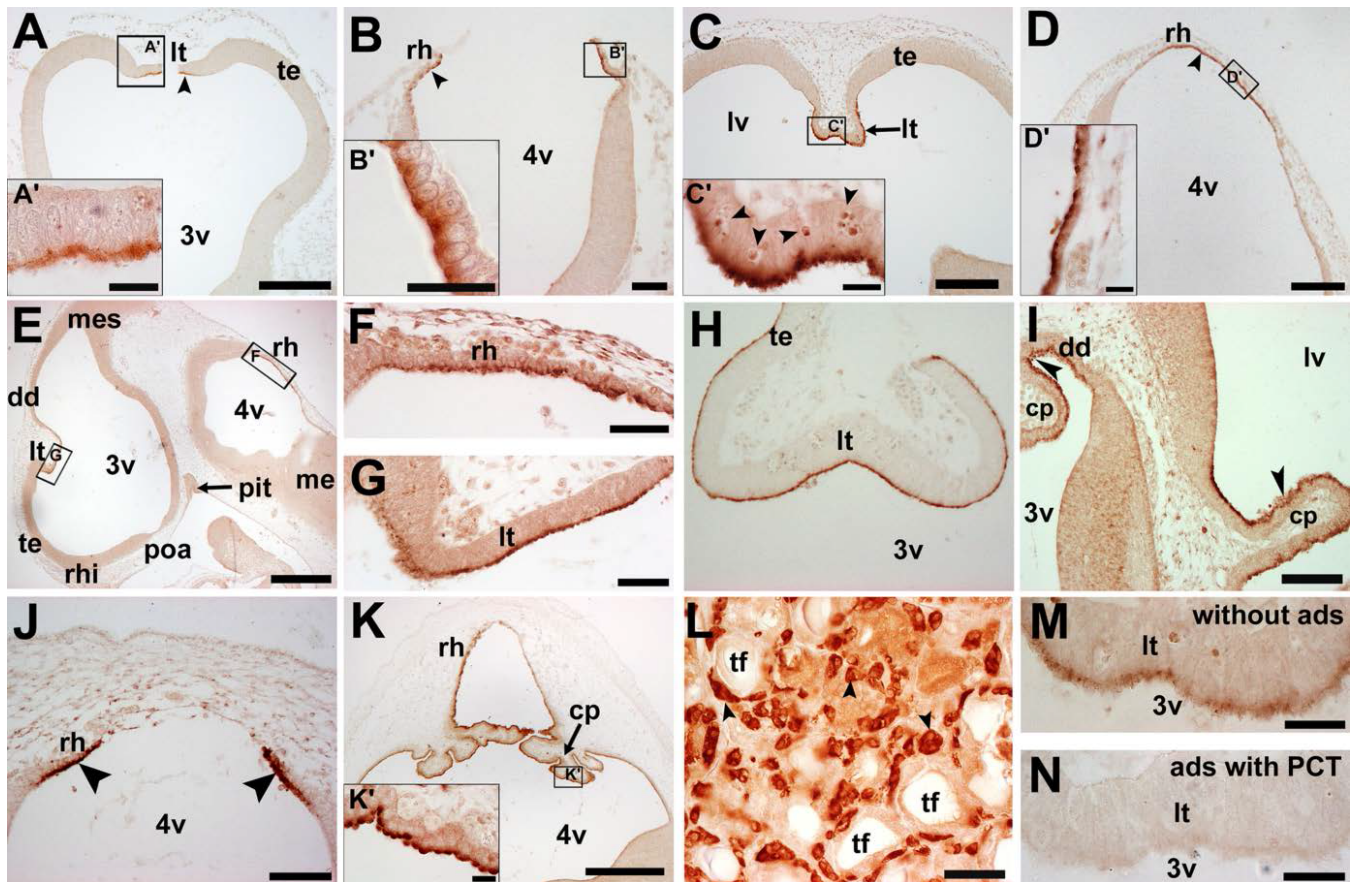 A
A'
lt
te
A'
3v
B
rh
B'
B'
4v
C
te
lv
C'
lt
C'
D
rh
D'
D'
4v
E
mes
F
rh
dd
4v
lt
G
3v
me
pit
te
poa
rhi
F
rh
G
lt
H
te
lt
3v
I
dd
lv
cp
3v
cp
J
rh
4v
K
rh
cp
K'
K'
4v
L
tf
tf
tf
M
without ads
lt
3v
N
ads with PCT
lt
3v